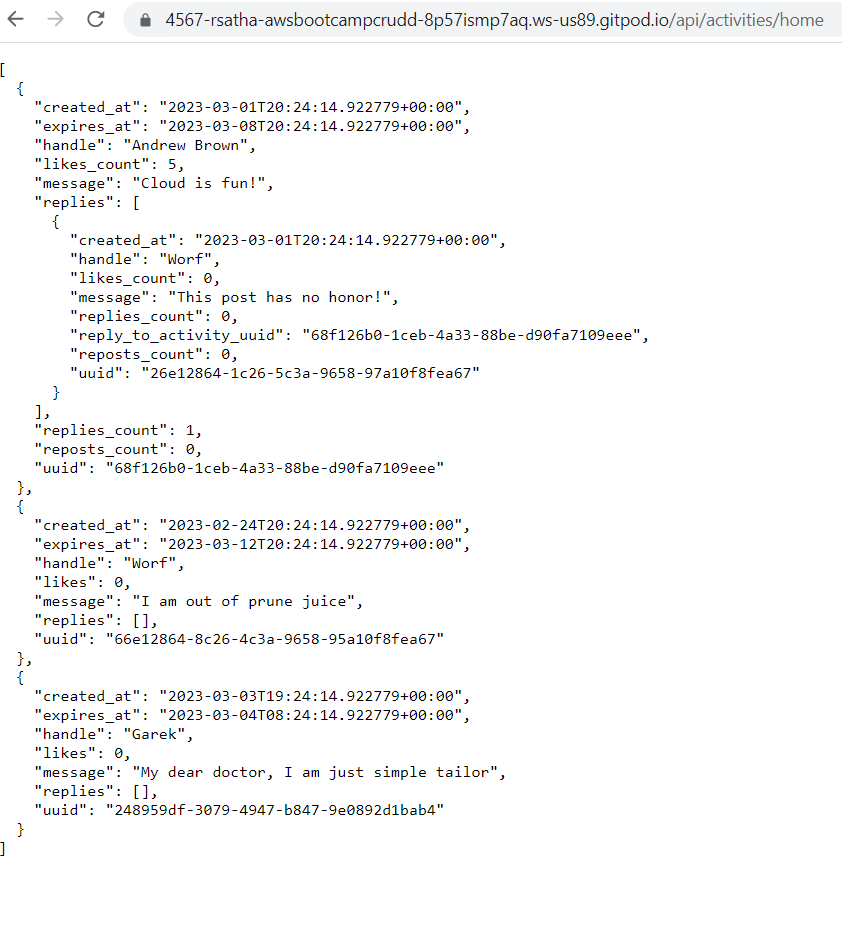 4567-rsatha-awsbootcampcrudd-8p57ismp7aq.ws-us89.gitpod.io/api/activities/home
[
  {
    "created_at": "2023-03-01T20:24:14.922779+00:00",
    "expires_at": "2023-03-08T20:24:14.922779+00:00",
    "handle": "Andrew Brown",
    "likes_count": 5,
    "message": "Cloud is fun!",
    "replies": [
      {
        "created_at": "2023-03-01T20:24:14.922779+00:00",
        "handle": "Worf",
        "likes_count": 0,
        "message": "This post has no honor!",
        "replies_count": 0,
        "reply_to_activity_uuid": "68f126b0-1ceb-4a33-88be-d90fa7109eee",
        "reposts_count": 0,
        "uuid": "26e12864-1c26-5c3a-9658-97a10f8fea67"
      }
    ],
    "replies_count": 1,
    "reposts_count": 0,
    "uuid": "68f126b0-1ceb-4a33-88be-d90fa7109eee"
  },
  {
    "created_at": "2023-02-24T20:24:14.922779+00:00",
    "expires_at": "2023-03-12T20:24:14.922779+00:00",
    "handle": "Worf",
    "likes": 0,
    "message": "I am out of prune juice",
    "replies": [],
    "uuid": "66e12864-8c26-4c3a-9658-95a10f8fea67"
  },
  {
    "created_at": "2023-03-03T19:24:14.922779+00:00",
    "expires_at": "2023-03-04T08:24:14.922779+00:00",
    "handle": "Garek",
    "likes": 0,
    "message": "My dear doctor, I am just simple tailor",
    "replies": [],
    "uuid": "248959df-3079-4947-b847-9e0892d1bab4"
  }
]